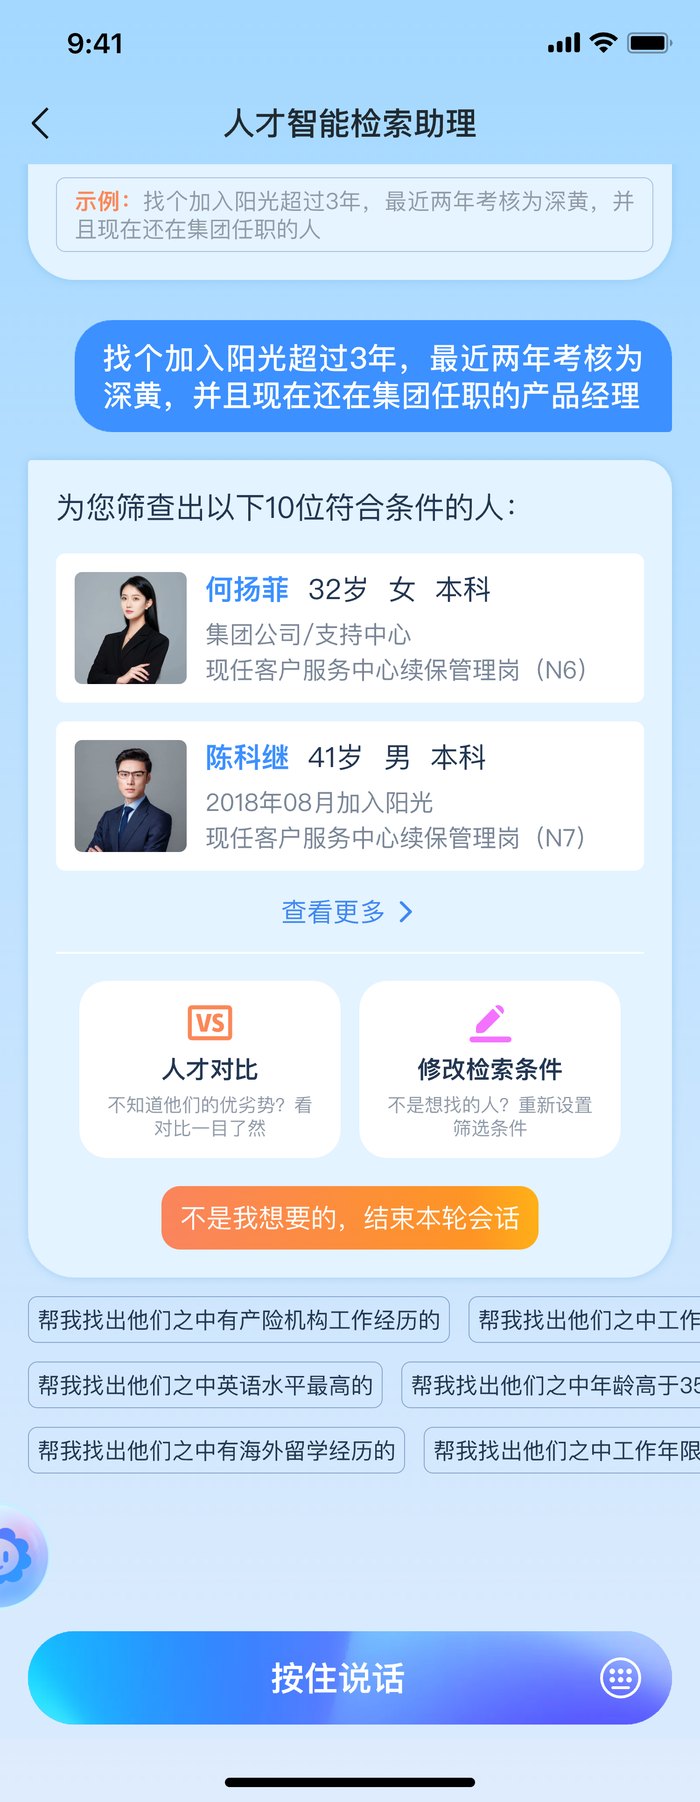 9:41
人才智能检索助理
示例：找个加入阳光超过3年，最近两年考核为深黄，并
且现在还在集团任职的人
找个加入阳光超过3年，最近两年考核为
深黄，并且现在还在集团任职的产品经理
为您筛查出以下10位符合条件的人：
何扬菲 32岁 女 本科
集团公司/支持中心
现任客户服务中心续保管理岗（N6）
陈科继 41岁 男 本科
2018年08月加入阳光
现任客户服务中心续保管理岗（N7）
查看更多
VS
人才对比
不知道他们的优劣势？看
对比一目了然
修改检索条件
不是想找的人？重新设置
筛选条件
不是我想要的，结束本轮会话
帮我找出他们之中有产险机构工作经历的
帮我找出他们之中工作
帮我找出他们之中英语水平最高的
帮我找出他们之中年龄高于35
帮我找出他们之中有海外留学经历的
帮我找出他们之中工作年限
按住说话